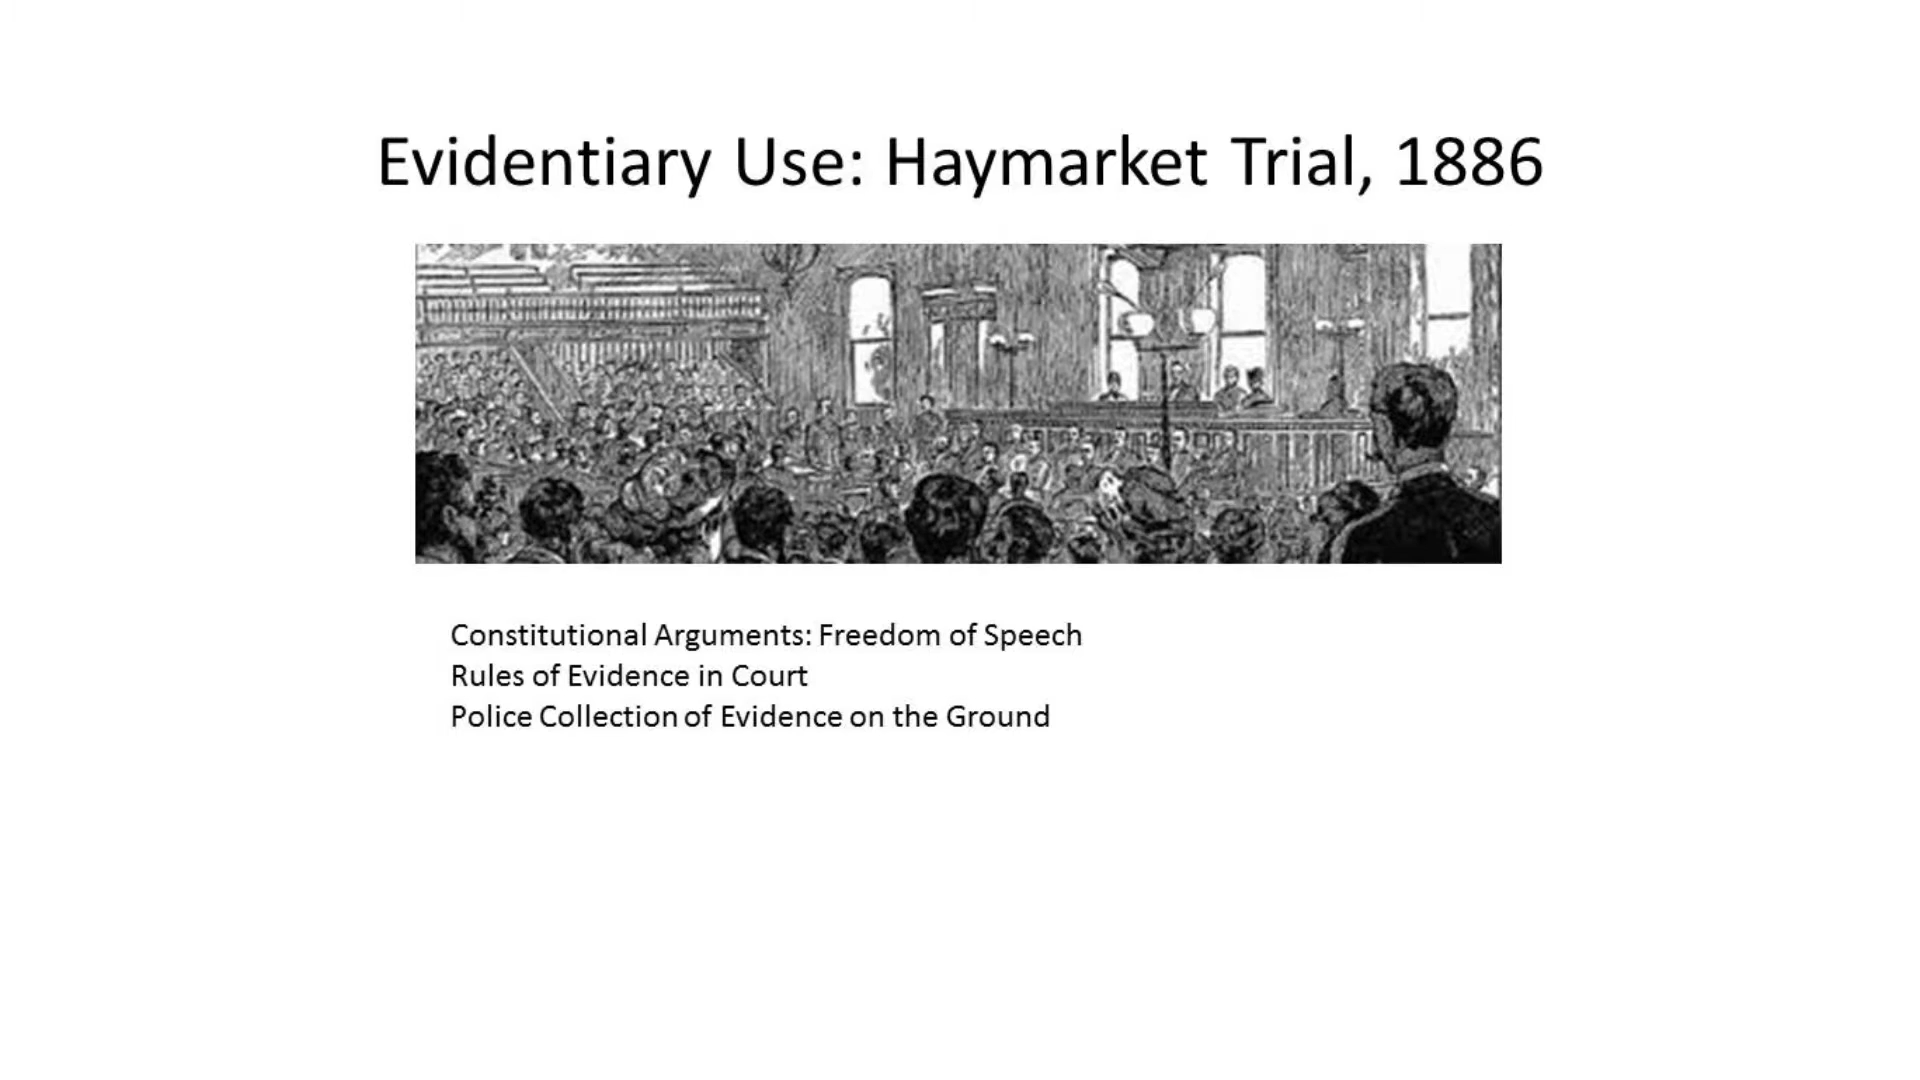 Evidentiary Use: Haymarket Trial, 1886
Constitutional Arguments: Freedom of Speech
Rules of Evidence in Court
Police Collection of Evidence on the Ground